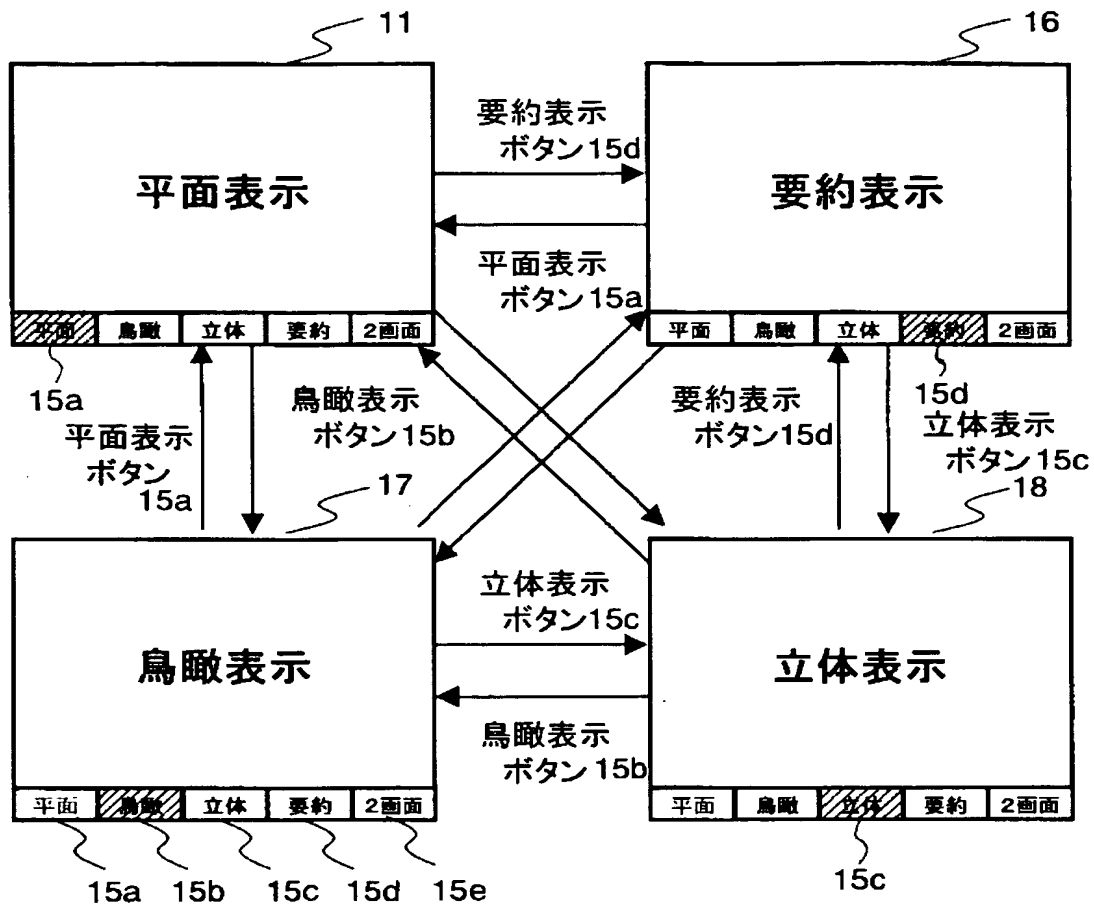 11
16
平面表示
要約表示
ボタン15d
要約表示
平面表示
ボタン15a
平面 鳥瞰 立体 要約 2画面
平面 鳥瞰 立体 要約 2画面
15a
平面表示
ボタン
15a
鳥瞰表示
ボタン15b
要約表示
ボタン15d
15d
立体表示
ボタン15c
17
18
鳥瞰表示
立体表示
ボタン15c
立体表示
鳥瞰表示
ボタン15b
平面 鳥瞰 立体 要約 2画面
平面 鳥瞰 立体 要約 2画面
15a 15b 15c 15d 15e
15c